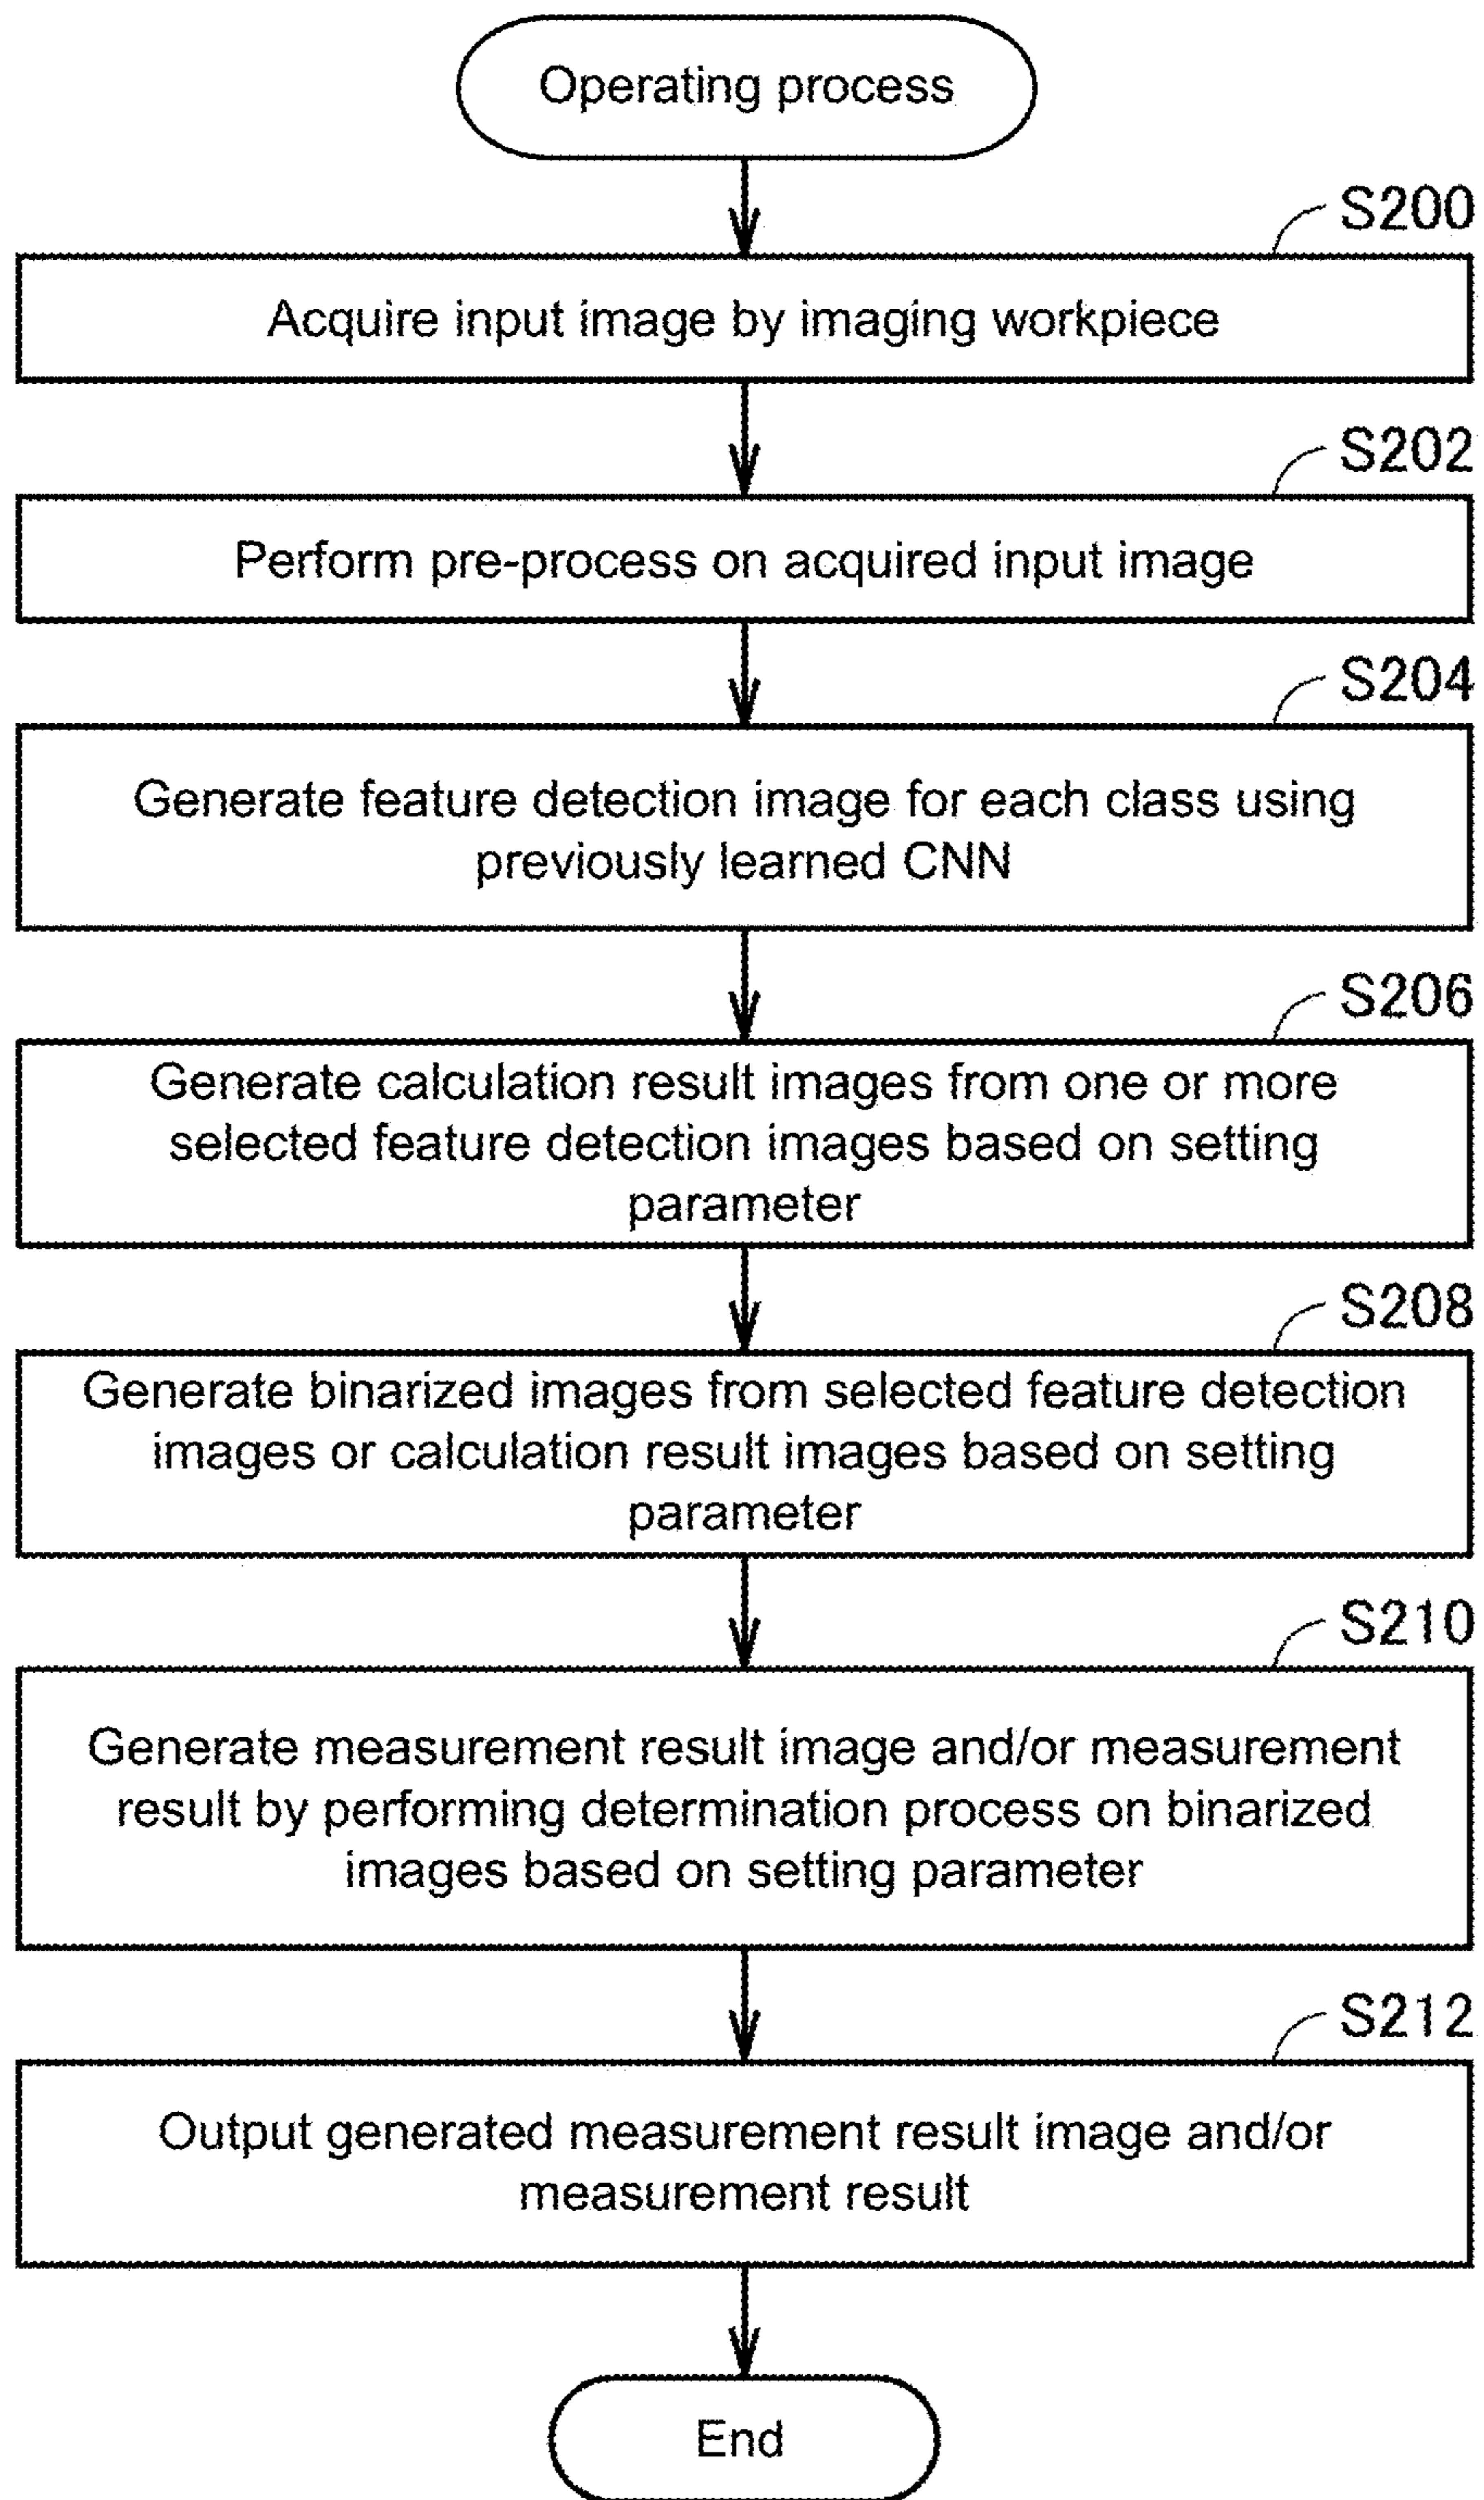 Operating process
S200
Acquire input image by imaging workpiece
S202
Perform pre-process on acquired input image
S204
Generate feature detection image for each class using
previously learned CNN
S206
Generate calculation result images from one or more
selected feature detection images based on setting
parameter
S208
Generate binarized images from selected feature detection
images or calculation result images based on setting
parameter
S210
Generate measurement result image and/or measurement
result by performing determination process on binarized
images based on setting parameter
S212
Output generated measurement result image and/or
measurement result
End